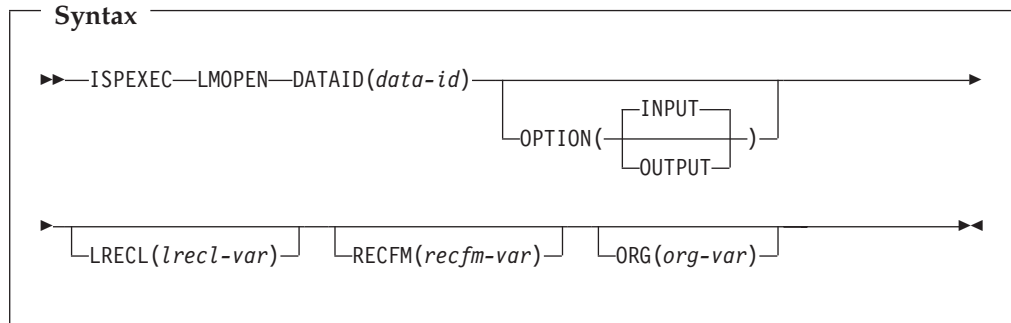 Syntax
ISPEXEC LMOPEN DATAID(data-id)
INPUT
OPTION( )
OUTPUT
LRECL(lrecl-var) RECFM(recfm-var) ORG(org-var)